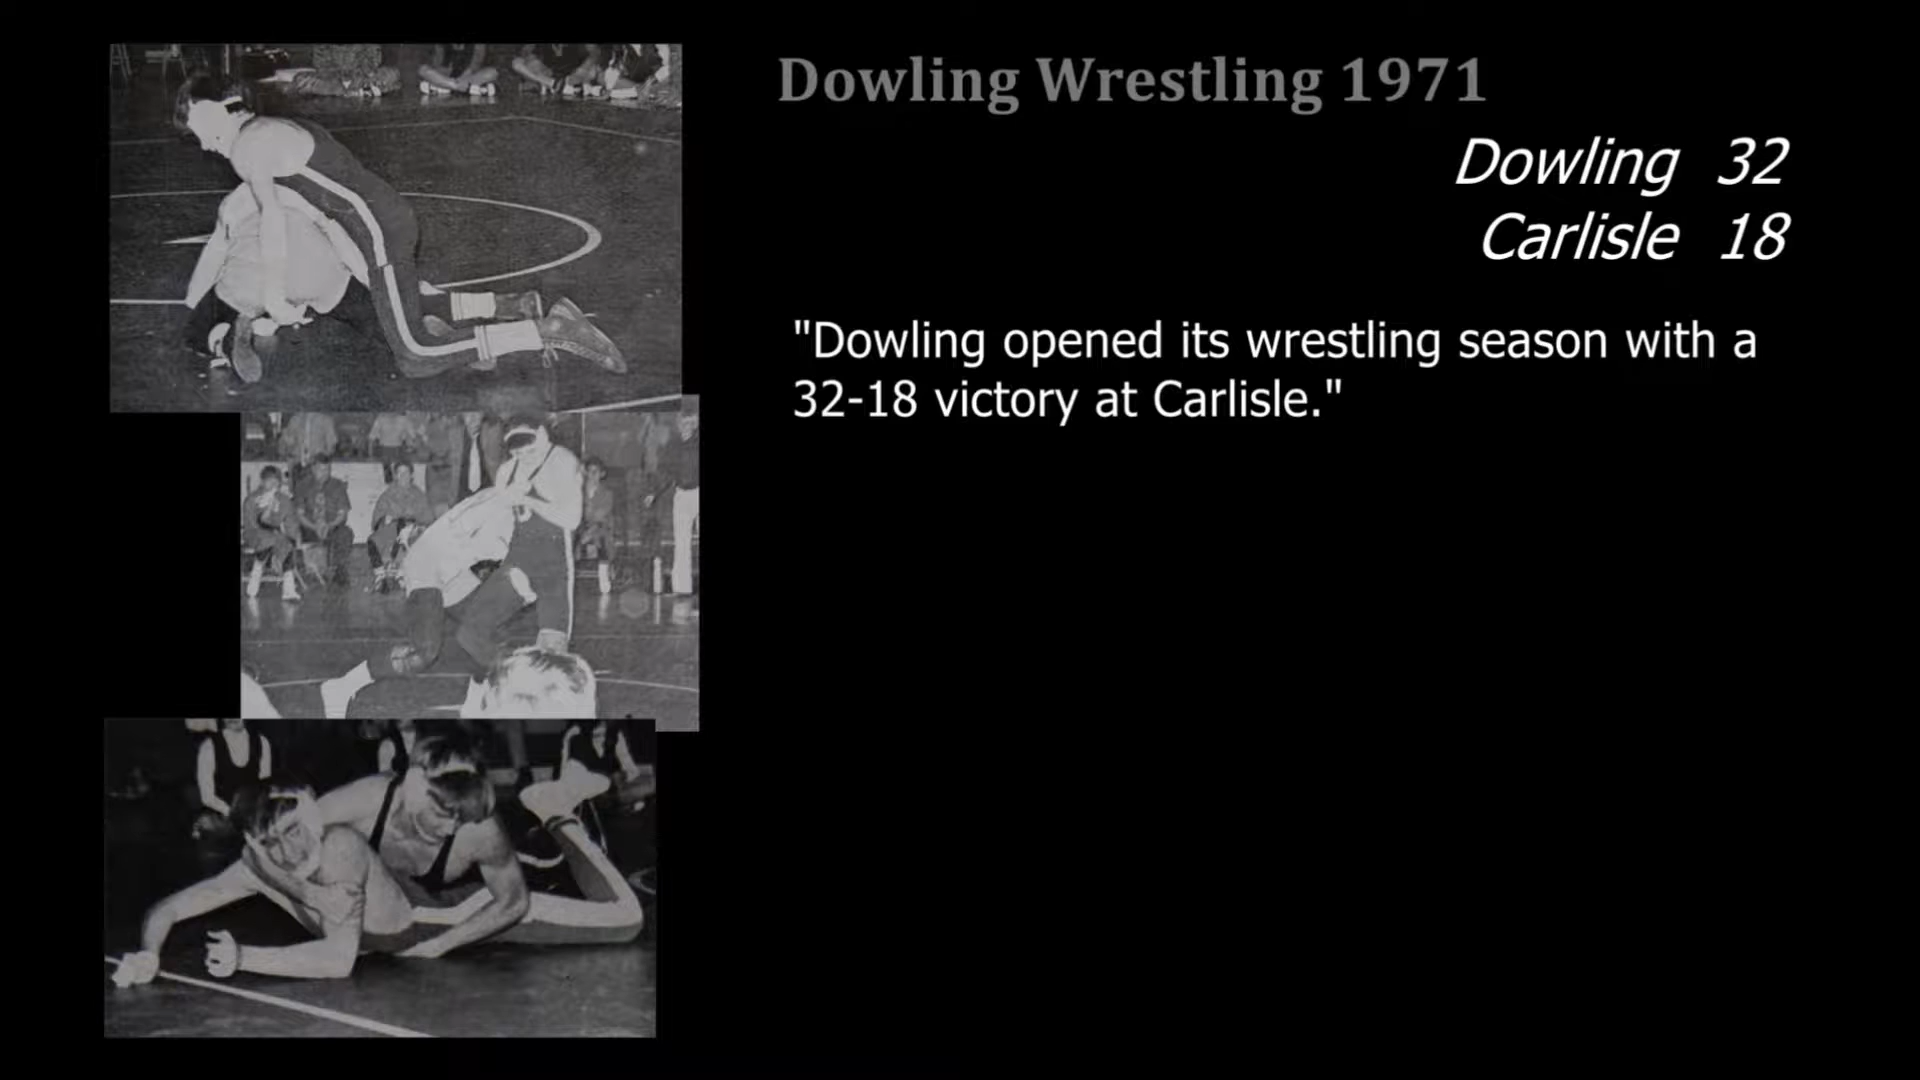 Dowling Wrestling 1971
Dowling 32
Carlisle 18
"Dowling opened its wrestling season with a
32-18 victory at Carlisle."